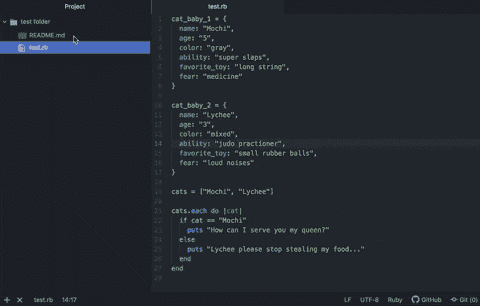 Project
test.rb
test folder
README.md
test.rb
1 cat_baby_1 = {
2 name: "Mochi",
3 age: "5",
4 color: "gray",
5 ability: "super slaps",
6 favorite_toy: "long string",
7 fear: "medicine"
8 }
9
10 cat_baby_2 = {
11 name: "Lychee",
12 age: "3",
13 color: "mixed",
14 ability: "judo practioner",
15 favorite_toy: "small rubber balls",
16 fear: "loud noises"
17 }
18
19 cats = ["Mochi", "Lychee"]
20
21 cats.each do |cat|
22 if cat == "Mochi"
23 puts "How can I serve you my queen?"
24 else
25 puts "Lychee please stop stealing my food..."
26 end
27 end
28
test.rb 14:17 LF UTF-8 Ruby GitHub Git (0)